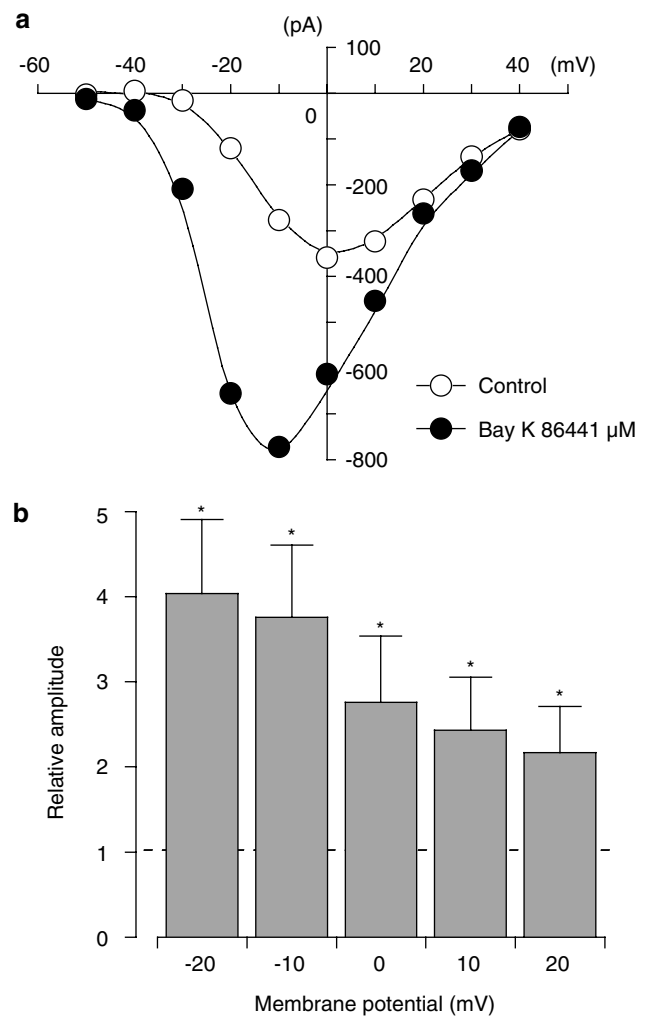 a
(pA)
100
-60 -40 -20 20 40 (mV)
0
-200
-400
-600
Control
Bay K 86441 µM
-800
b
5
*
*
4
*
3
*
*
2
1
0
Relative amplitude
-20 -10 0 10 20
Membrane potential (mV)